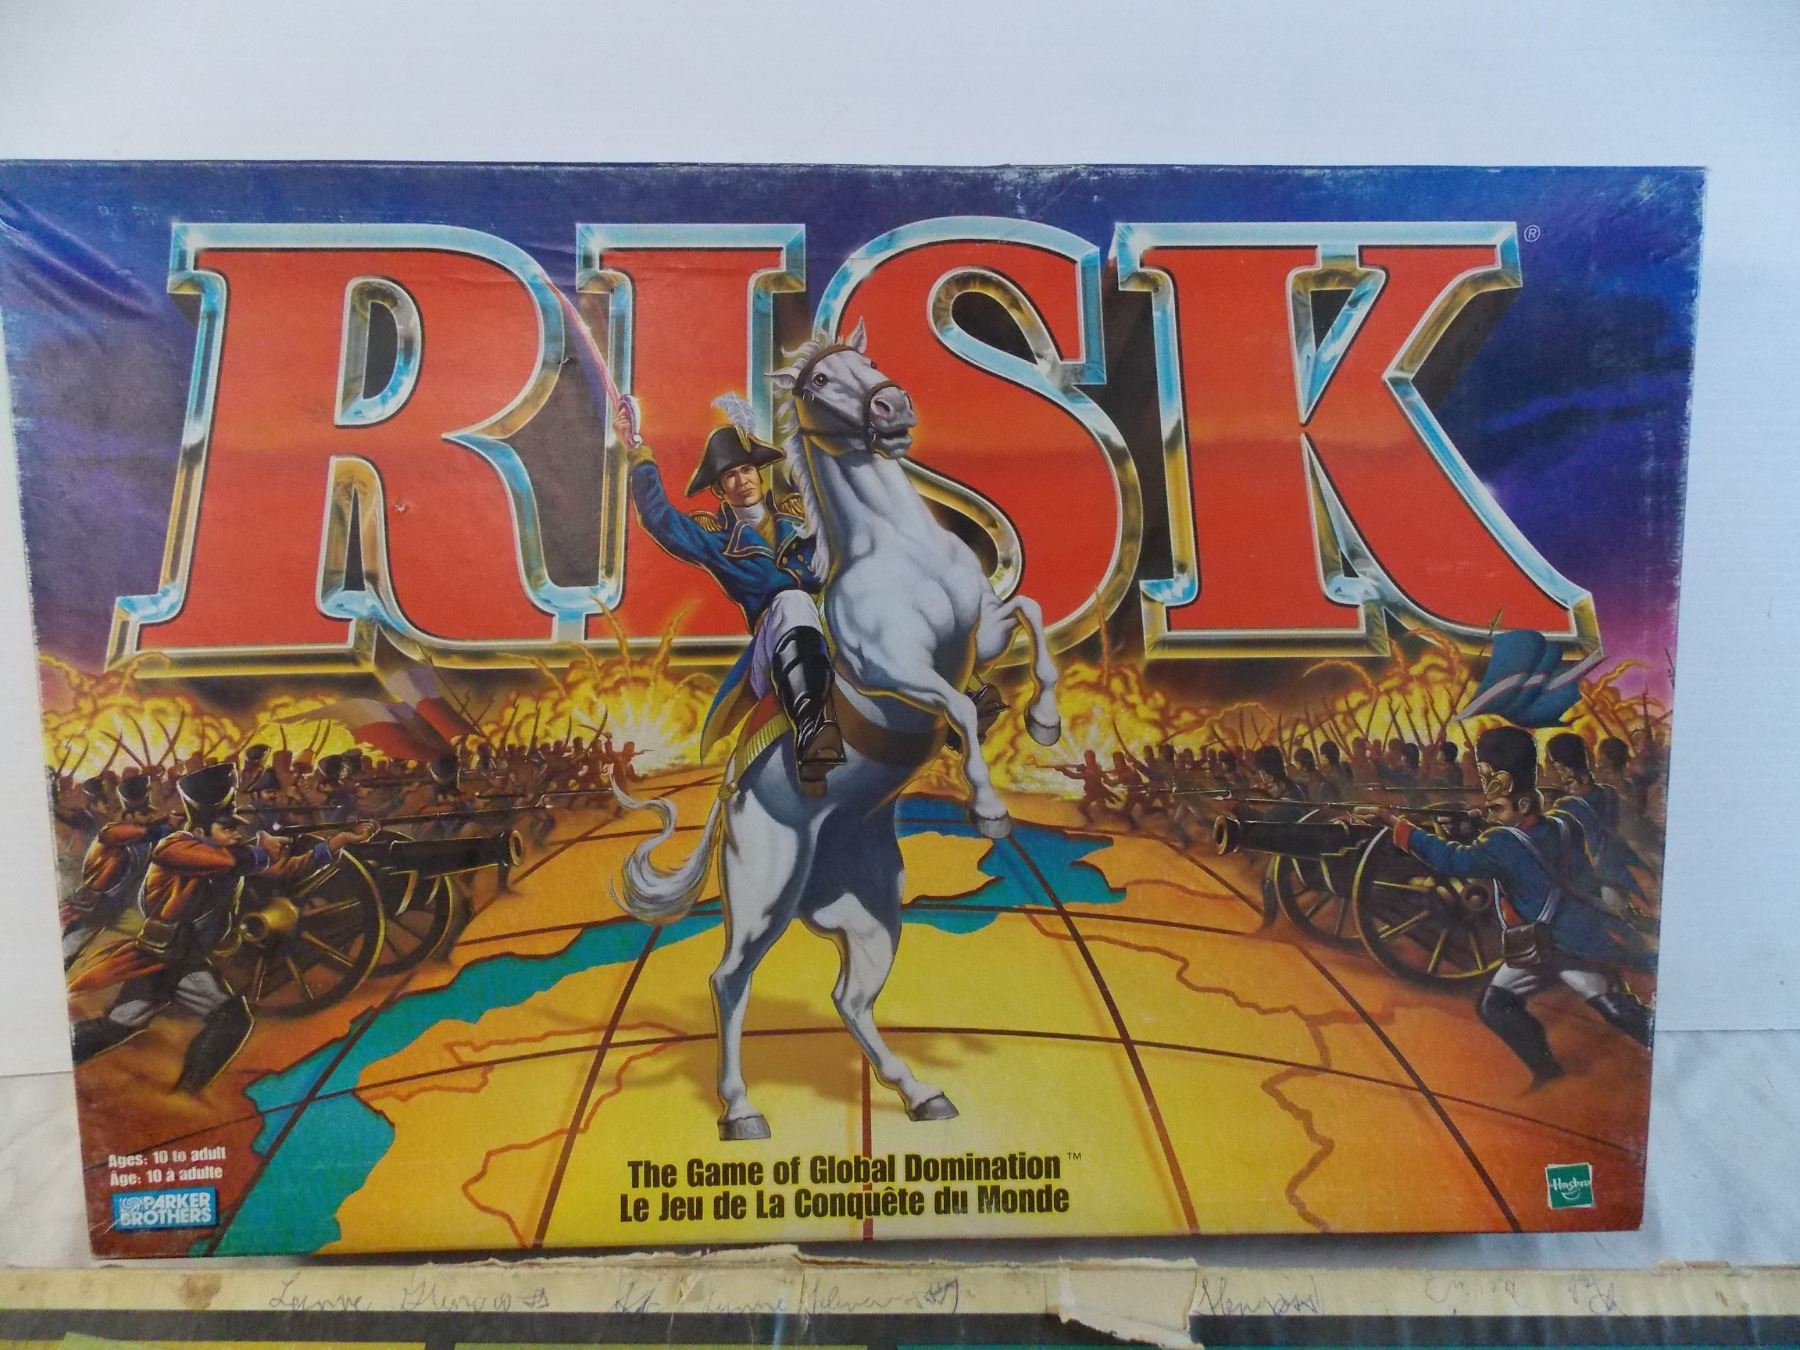 RISK ®
Ages: 10 to adult
Âge: 10 à adulte
PARKER
BROTHERS
The Game of Global Domination ™
Le Jeu de La Conquête du Monde
Hasbro